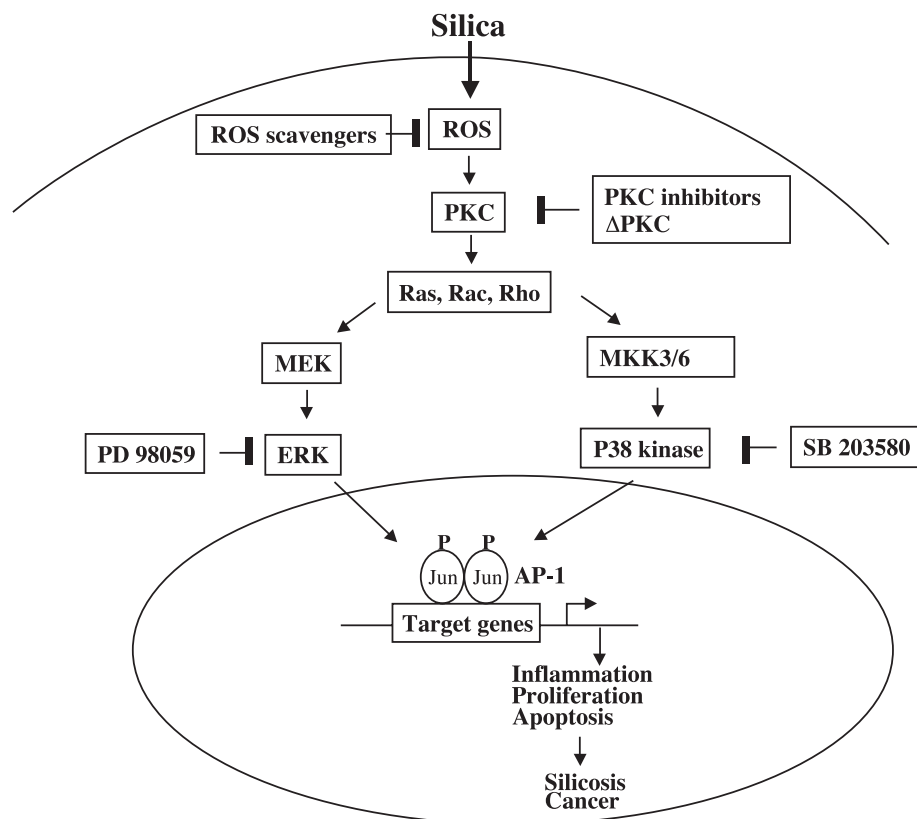 Silica
ROS scavengers
ROS
PKC
PKC inhibitors
ΔPKC
Ras, Rac, Rho
MEK
MKK3/6
PD 98059
ERK
P38 kinase
SB 203580
P P
Jun Jun AP-1
Target genes
Inflammation
Proliferation
Apoptosis
Silicosis
Cancer